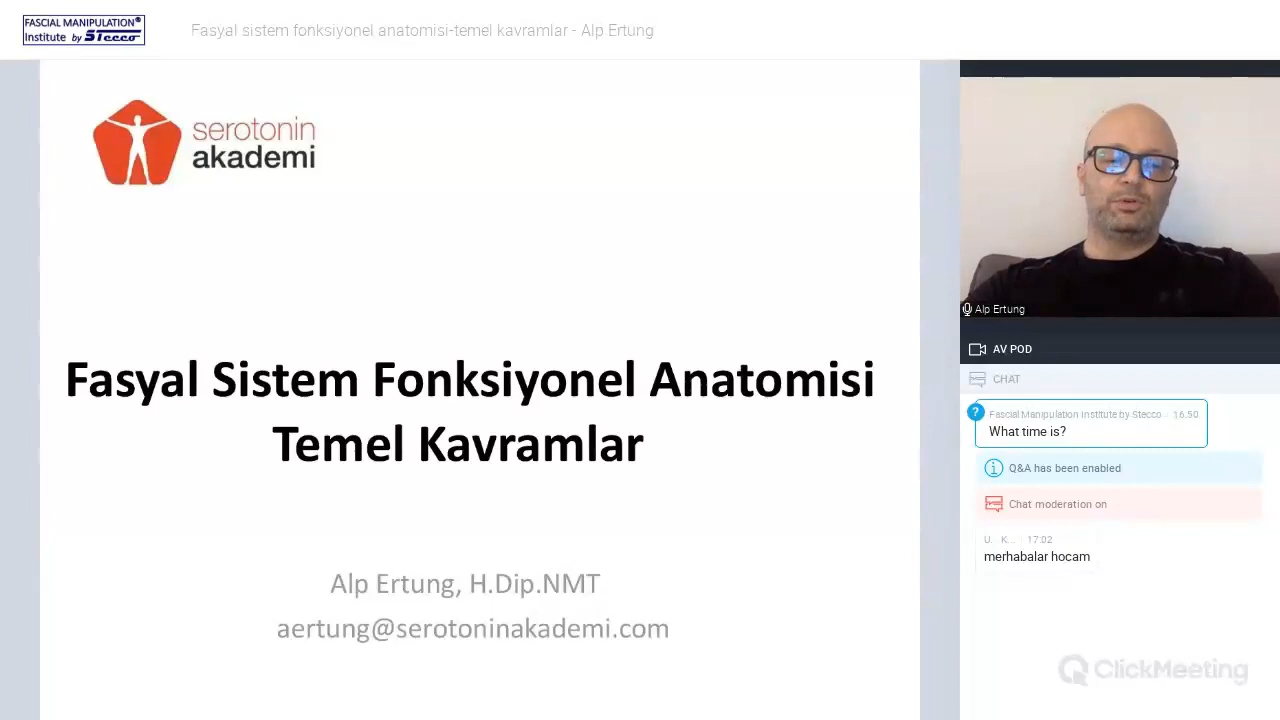 FASCIAL MANIPULATION®
Institute by Stecco
Fasyal sistem fonksiyonel anatomisi-temel kavramlar - Alp Ertung
serotonin
akademi
Fasyal Sistem Fonksiyonel Anatomisi
Temel Kavramlar
Alp Ertung, H.Dip.NMT
aertung@serotoninakademi.com
Alp Ertung
AV POD
CHAT
? Fascial Manipulation Institute by Stecco – 16.50
What time is?
Q&A has been enabled
Chat moderation on
U. K... 17:02
merhabalar hocam
ClickMeeting